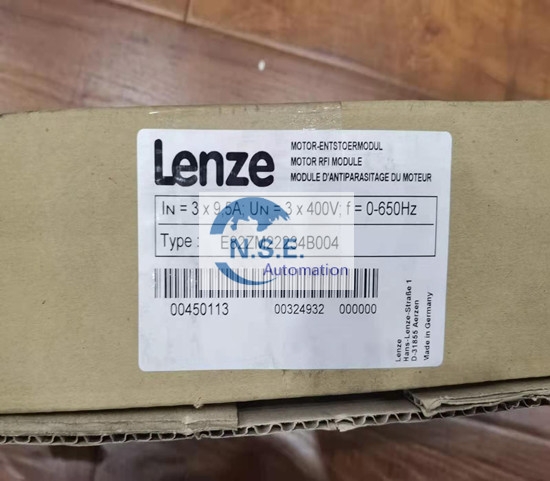 Lenze
MOTOR-ENTSTOERMODUL
MOTOR RFI MODULE
MODULE D'ANTIPARASITAGE DU MOTEUR
IN = 3 x 9.5A; UN = 3 x 400V; f = 0-650Hz
Type : E82ZM22234B004
N.S.E.
Automation
00450113 00324932 000000
Lenze
Hans-Lenze-Straße 1
D-31855 Aerzen
Made in Germany